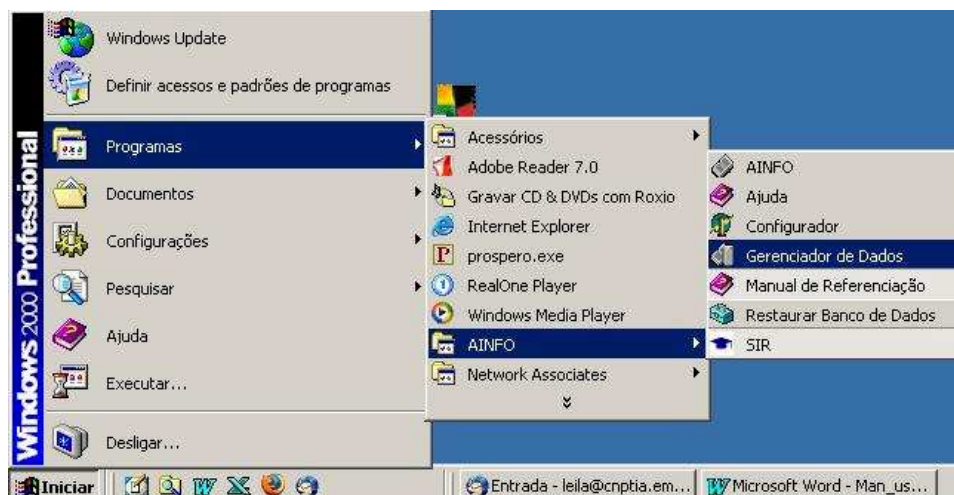 Windows 2000 Professional
Windows Update
Definir acessos e padrões de programas
Programas
Documentos
Configurações
Pesquisar
Ajuda
Executar...
Desligar...
Acessórios
Adobe Reader 7.0
Gravar CD & DVDs com Roxio
Internet Explorer
prospero.exe
RealOne Player
Windows Media Player
AINFO
Network Associates
AINFO
Ajuda
Configurador
Gerenciador de Dados
Manual de Referenciação
Restaurar Banco de Dados
SIR
Iniciar
Entrada - leila@cnptia.em...
Microsoft Word - Man_us...